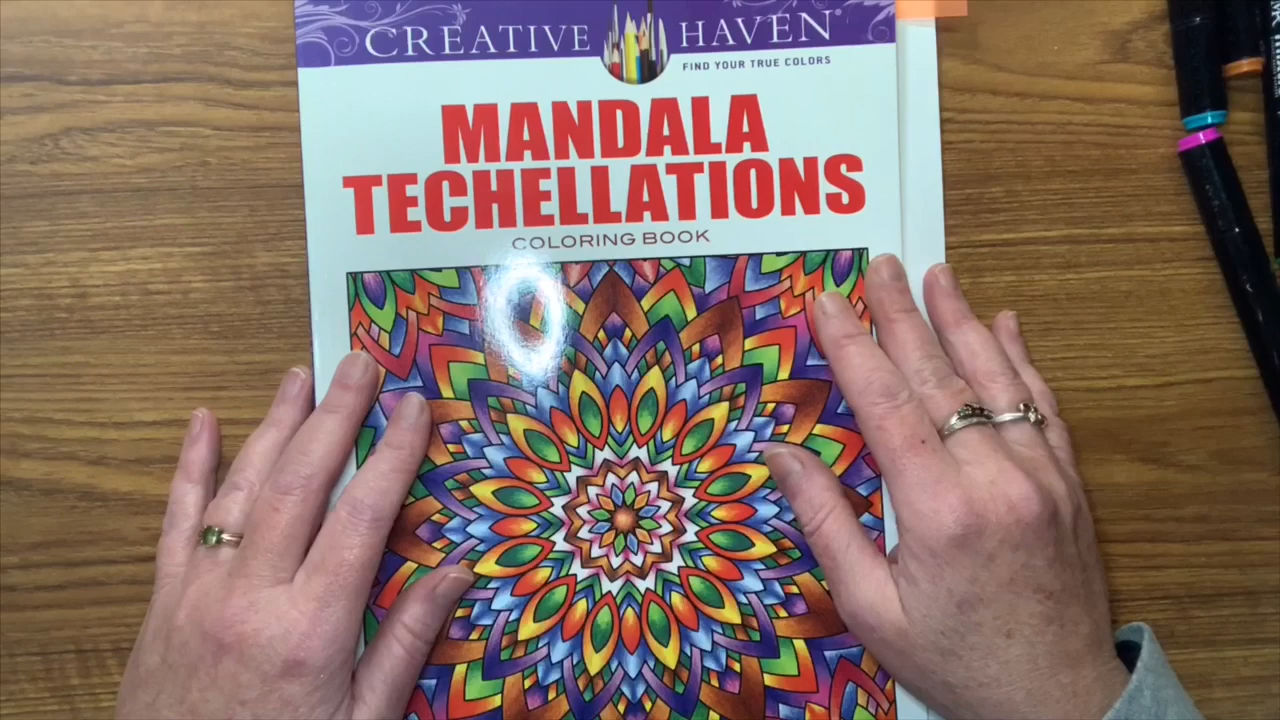 CREATIVE HAVEN®
FIND YOUR TRUE COLORS
MANDALA
TECHELLATIONS
COLORING BOOK